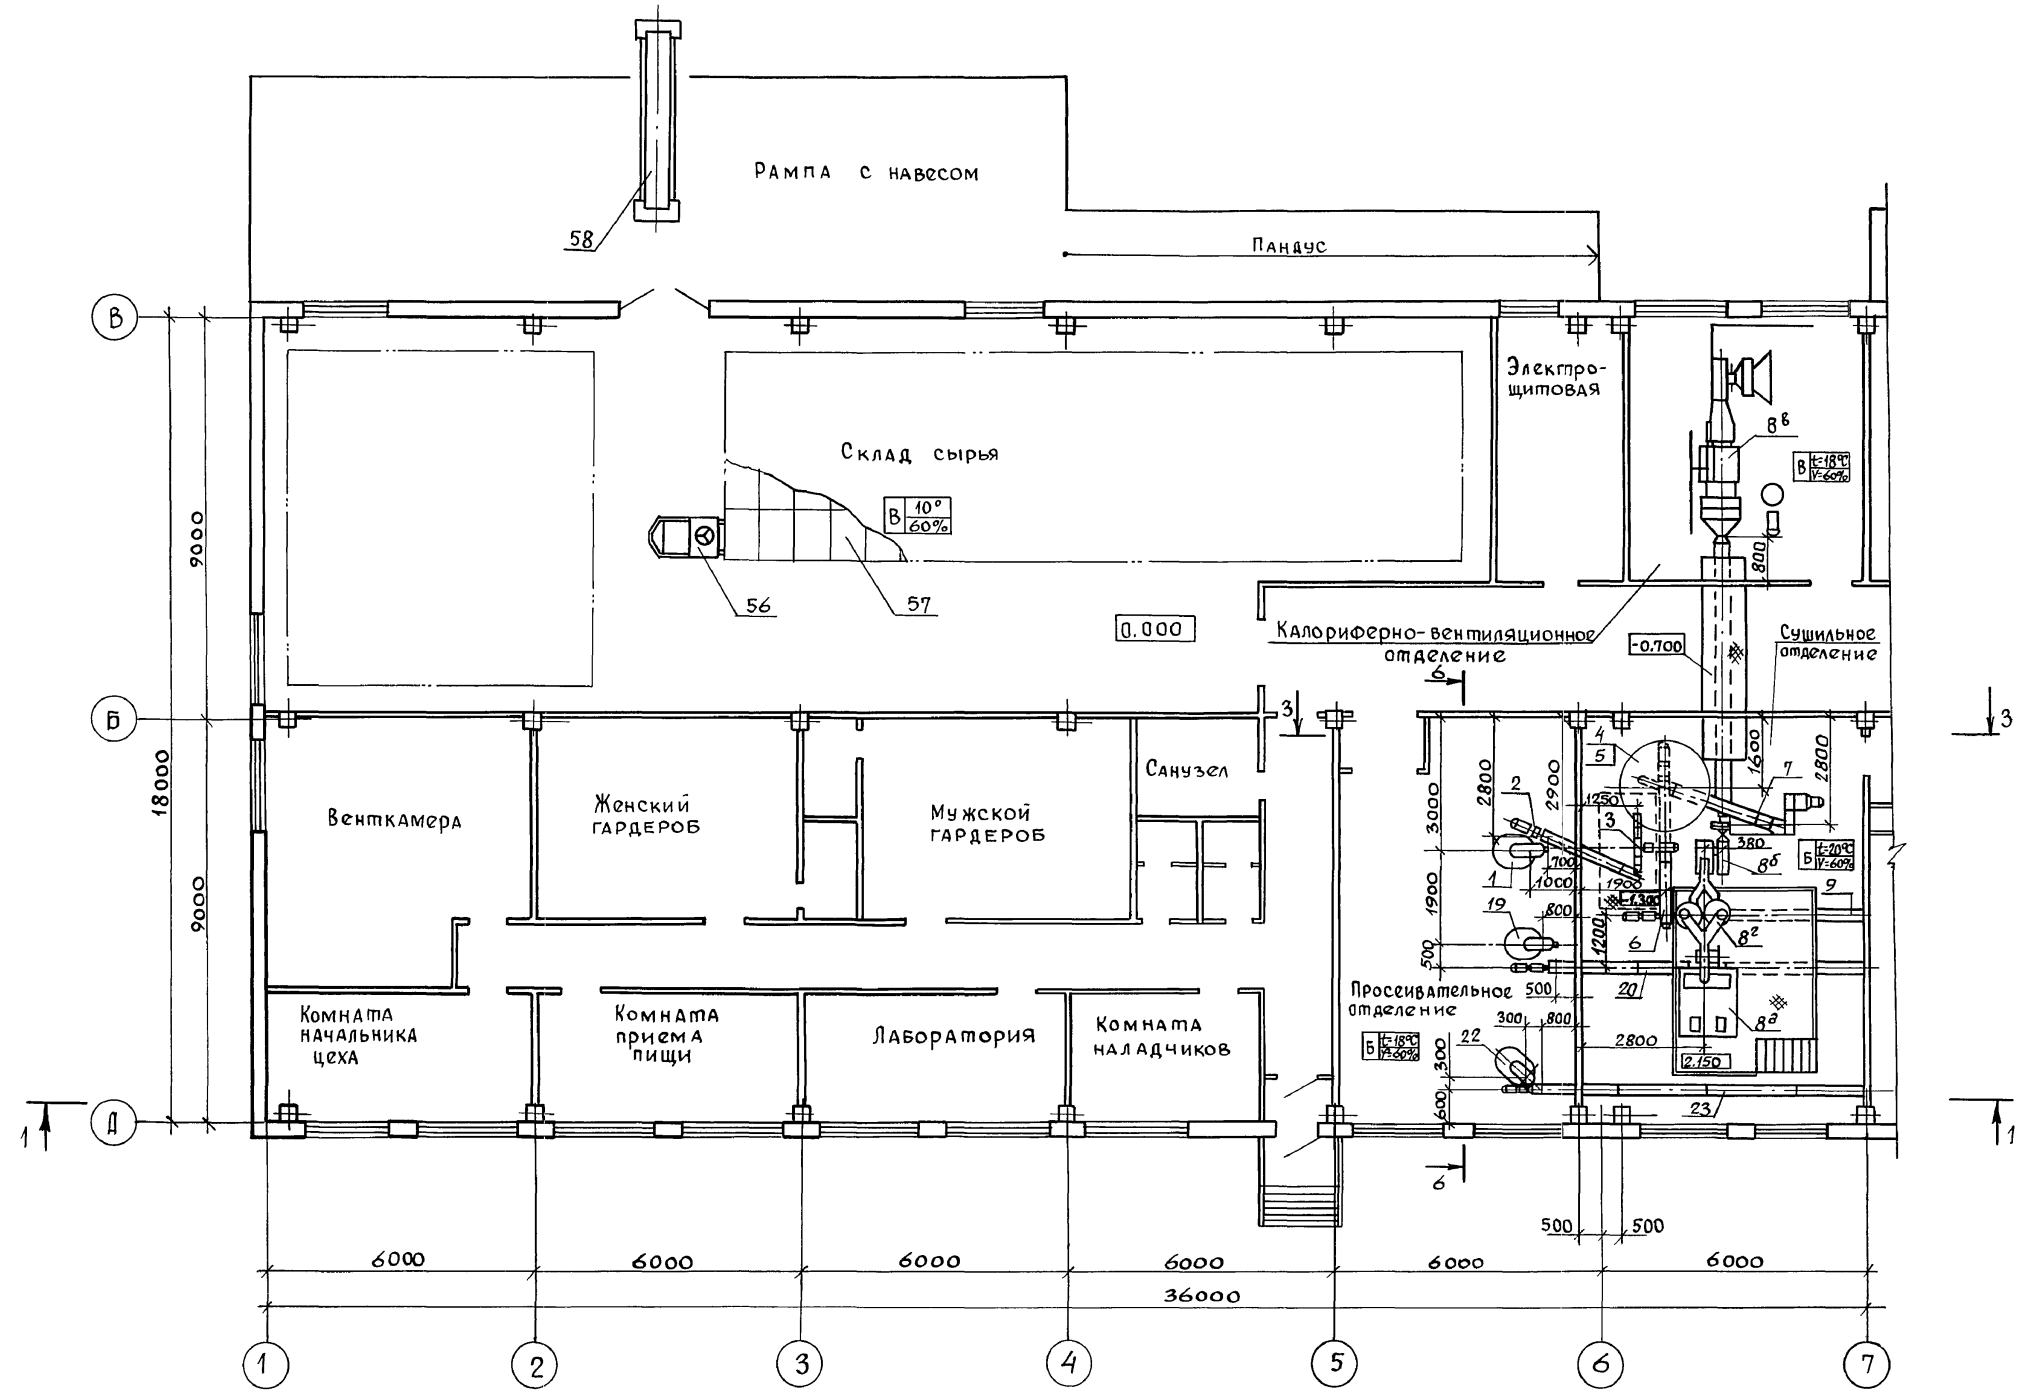 58
Рампа с навесом
Пандус
В
Электро-
щитовая
8в
Склад сырья
В 10° 60%
В t=18°С V=60%
56
57
800
0.000
Калориферно-вентиляционное
отделение
-0.700
Сушильное
отделение
9000
18000
9000
6
3
3
Б
4
5
2
3
7
1
2800
2900
1600
2800
3000
1250
380
8б
Б t=20°С V=60%
9
700
1000
1900
-1.300
1900
19
800
1200
6
8г
500
500
20
8а
Венткамера
Женский
гардероб
Мужской
гардероб
Санузел
Просеивательное
отделение
Б t=18°С V=60%
300
800
22
300
600
2800
2.150
23
Комната
начальника
цеха
Комната
приема
пищи
Лаборатория
Комната
наладчиков
1
А
1
6
500
500
6000
6000
6000
6000
6000
6000
36000
1
2
3
4
5
6
7